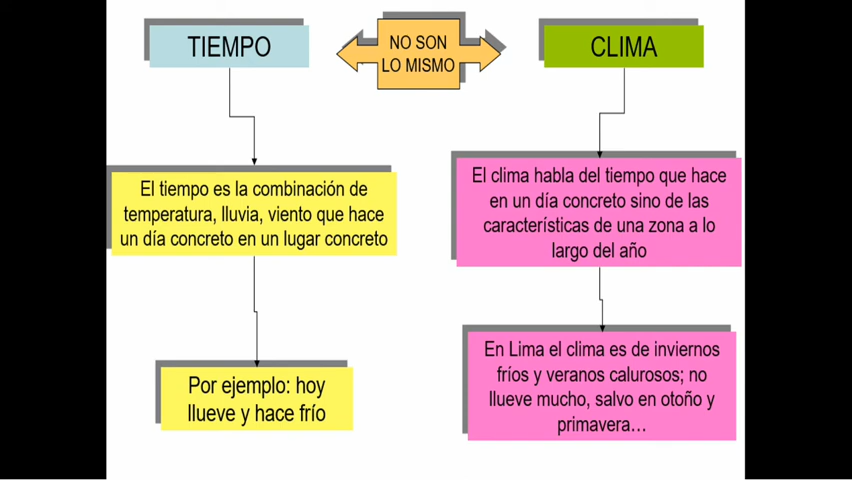 TIEMPO
NO SON
LO MISMO
CLIMA
El tiempo es la combinación de
temperatura, lluvia, viento que hace
un día concreto en un lugar concreto
El clima habla del tiempo que hace
en un día concreto sino de las
características de una zona a lo
largo del año
Por ejemplo: hoy
llueve y hace frío
En Lima el clima es de inviernos
fríos y veranos calurosos; no
llueve mucho, salvo en otoño y
primavera…